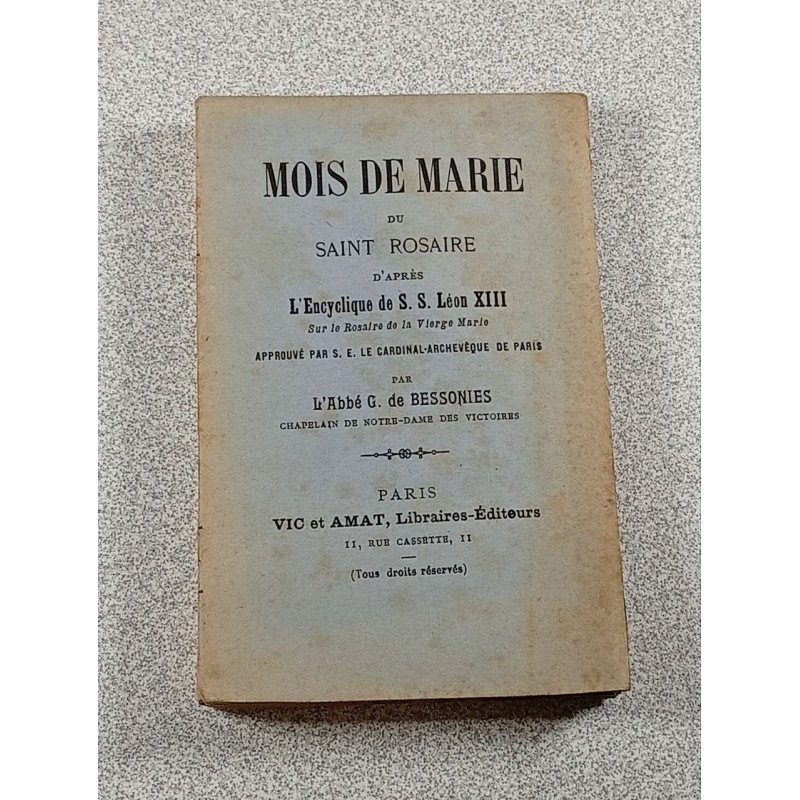 MOIS DE MARIE
DU
SAINT ROSAIRE
D'APRÈS
L'Encyclique de S. S. Léon XIII
Sur le Rosaire de la Vierge Marie
APPROUVÉ PAR S. E. LE CARDINAL-ARCHEVÊQUE DE PARIS
PAR
L'Abbé G. de BESSONIES
CHAPELAIN DE NOTRE-DAME DES VICTOIRES
PARIS
VIC et AMAT, Libraires-Éditeurs
11, RUE CASSETTE, 11
(Tous droits réservés)